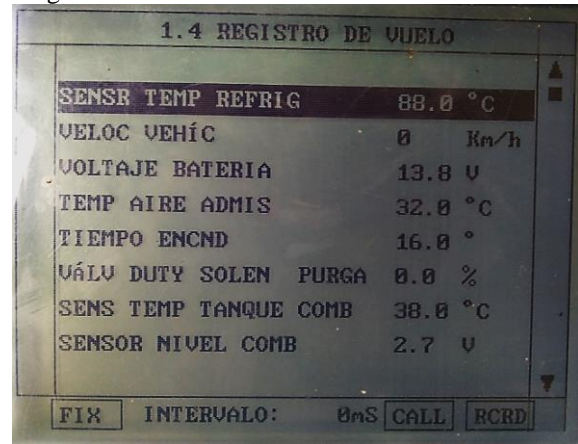 1.4 REGISTRO DE VUELO
SENSR TEMP REFRIG 88.0 °C
VELOC VEHÍC 0 Km/h
VOLTAJE BATERIA 13.8 V
TEMP AIRE ADMIS 32.0 °C
TIEMPO ENCND 16.0 °
VÁLV DUTY SOLEN PURGA 0.0 %
SENS TEMP TANQUE COMB 38.0 °C
SENSOR NIVEL COMB 2.7 V
FIX INTERVALO: 0mS CALL RCRD